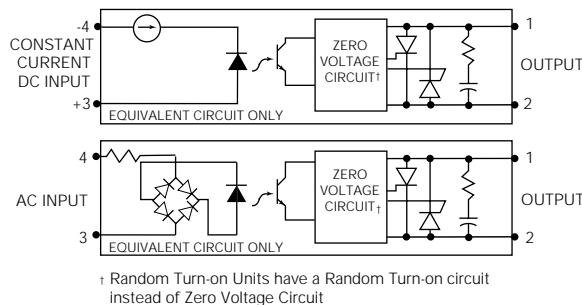 -4
CONSTANT
CURRENT
DC INPUT
+3
EQUIVALENT CIRCUIT ONLY
ZERO
VOLTAGE
CIRCUIT†
1
OUTPUT
2
4
AC INPUT
3
EQUIVALENT CIRCUIT ONLY
ZERO
VOLTAGE
CIRCUIT†
1
OUTPUT
2
† Random Turn-on Units have a Random Turn-on circuit
instead of Zero Voltage Circuit